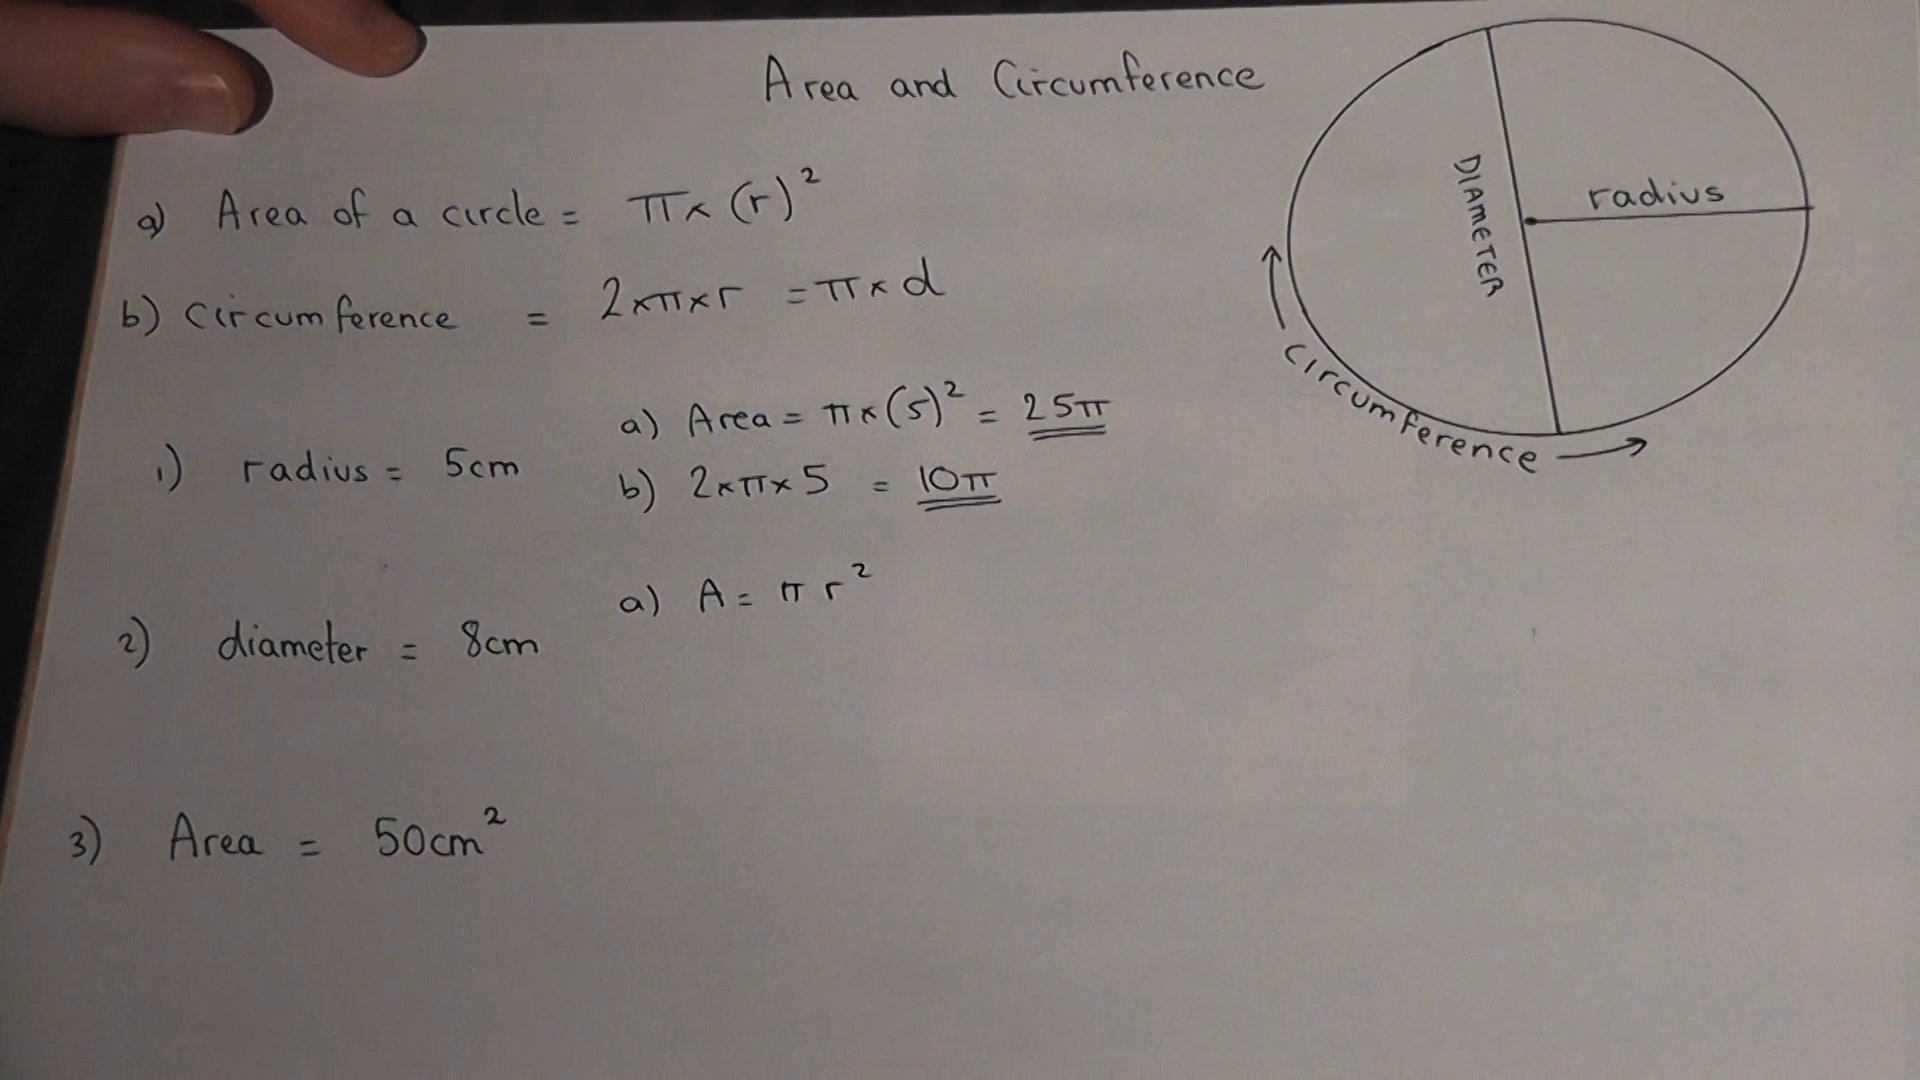 Area and Circumference
a) Area of a circle = π × (r)²
b) Circumference = 2×π×r = π × d
1) radius = 5cm
a) Area = π×(5)² = 25π
b) 2×π×5 = 10π
2) diameter = 8cm
a) A = π r²
3) Area = 50cm²
DIAMETER
radius
circumference